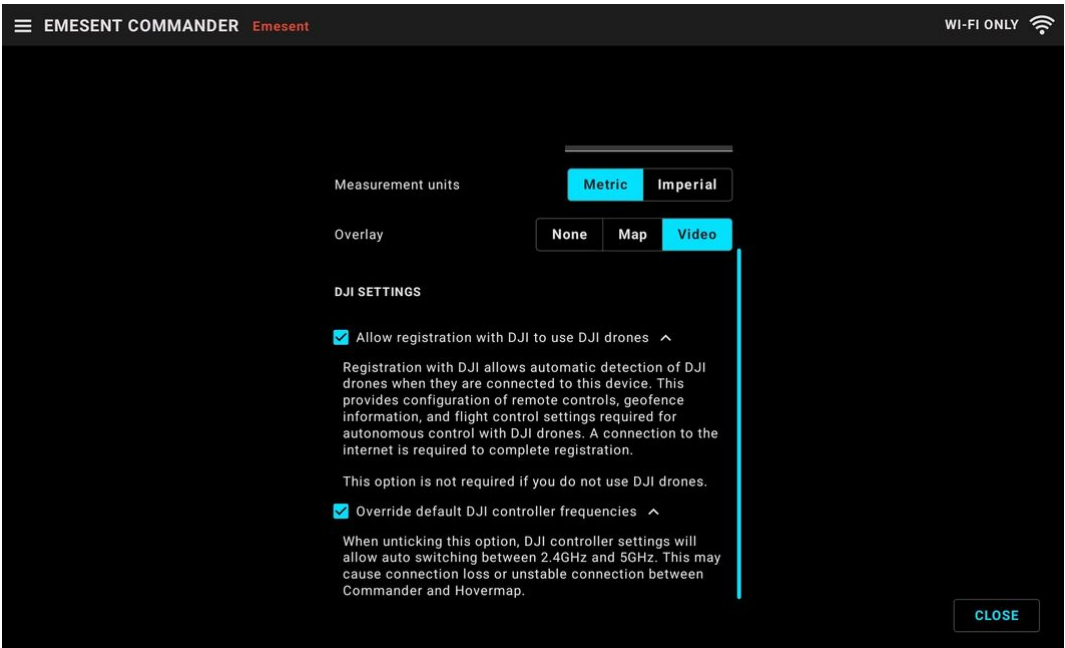 EMESENT COMMANDER Emesent WI-FI ONLY
Measurement units Metric Imperial
Overlay None Map Video
DJI SETTINGS
Allow registration with DJI to use DJI drones
Registration with DJI allows automatic detection of DJI
drones when they are connected to this device. This
provides configuration of remote controls, geofence
information, and flight control settings required for
autonomous control with DJI drones. A connection to the
internet is required to complete registration.
This option is not required if you do not use DJI drones.
Override default DJI controller frequencies
When unticking this option, DJI controller settings will
allow auto switching between 2.4GHz and 5GHz. This may
cause connection loss or unstable connection between
Commander and Hovermap.
CLOSE